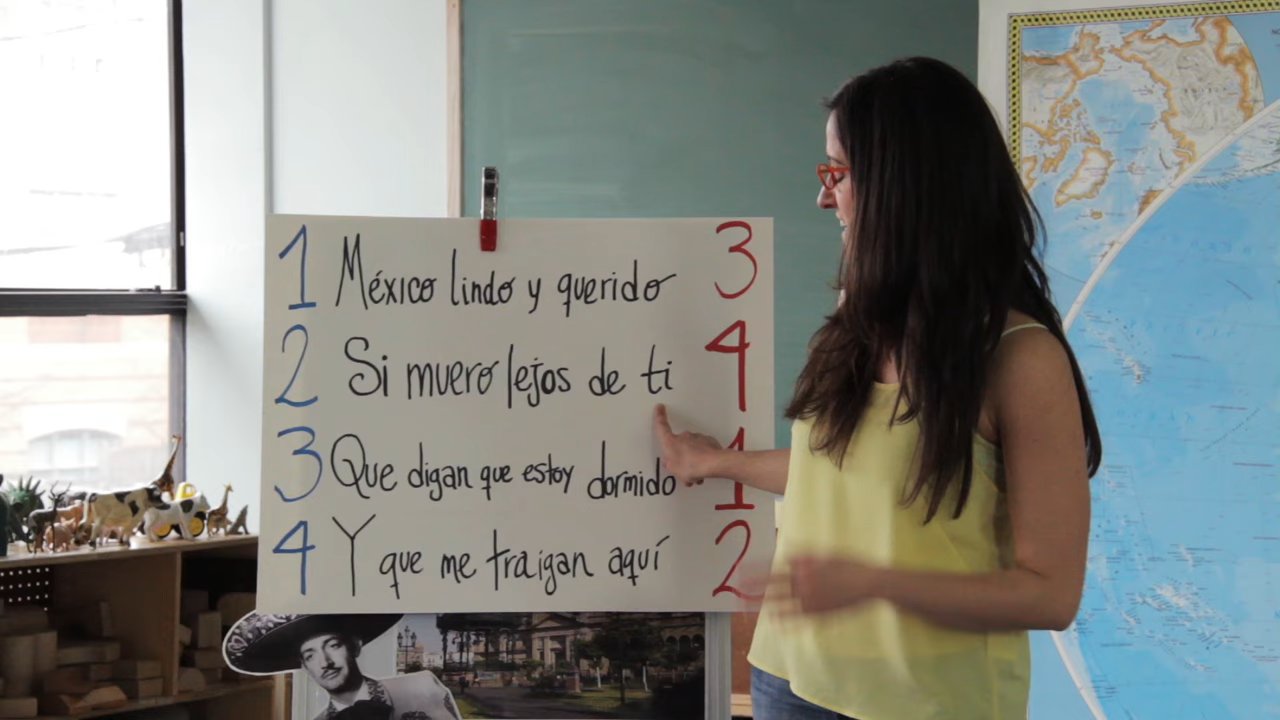 1 México lindo y querido 3
2 Si muero lejos de ti 4
3 Que digan que estoy dormido 1
4 Y que me traigan aquí 2